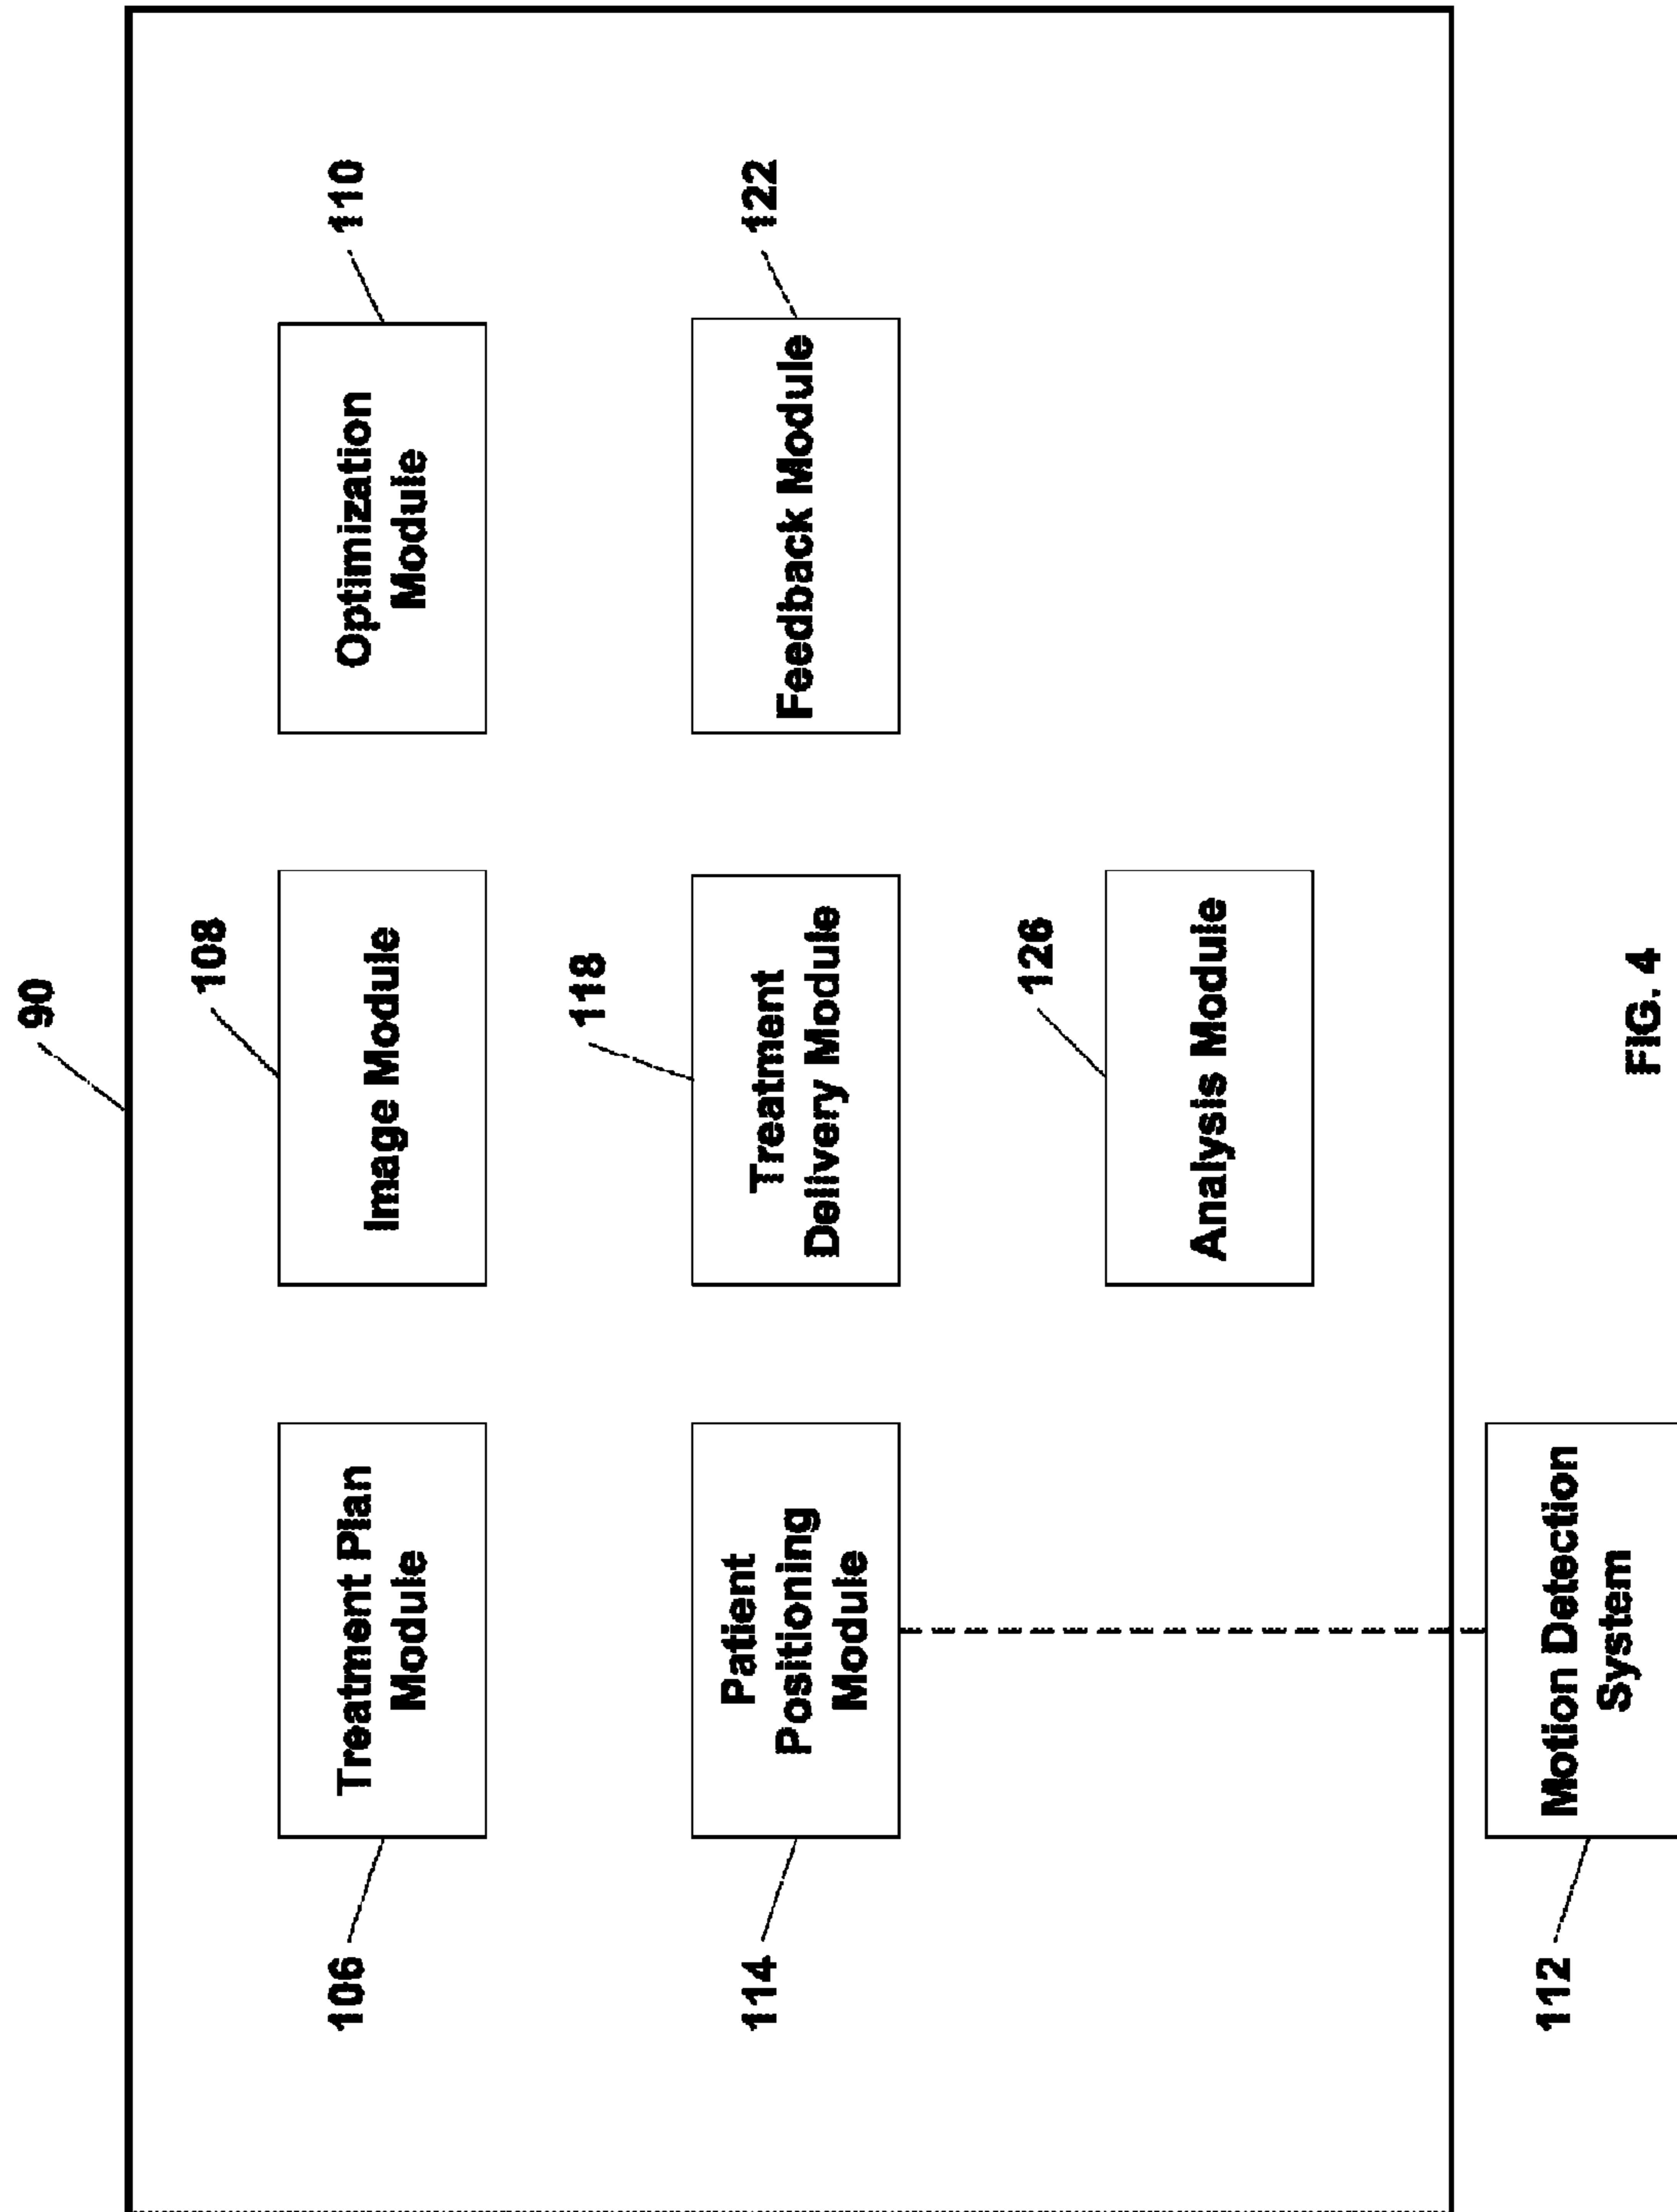 90
106
Treatment Plan
Module
108
Image Module
110
Optimization
Module
114
Patient
Positioning
Module
118
Treatment
Delivery Module
122
Feedback Module
126
Analysis Module
112
Motion Detection
System
FIG. 4